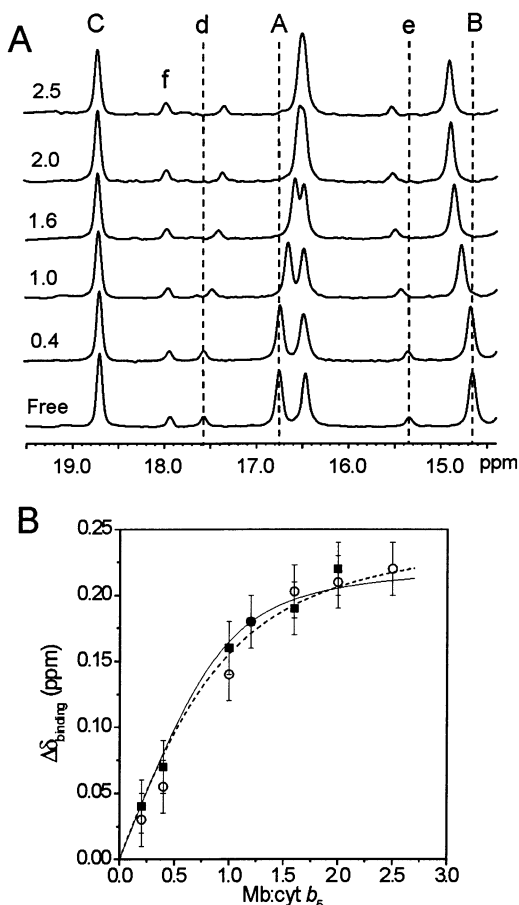 A
C d A e B
f
2.5
2.0
1.6
1.0
0.4
Free
19.0 18.0 17.0 16.0 15.0 ppm
B
0.25
0.20
0.15
0.10
0.05
0.00
Δδbinding (ppm)
0.0 0.5 1.0 1.5 2.0 2.5 3.0
Mb:cyt b5